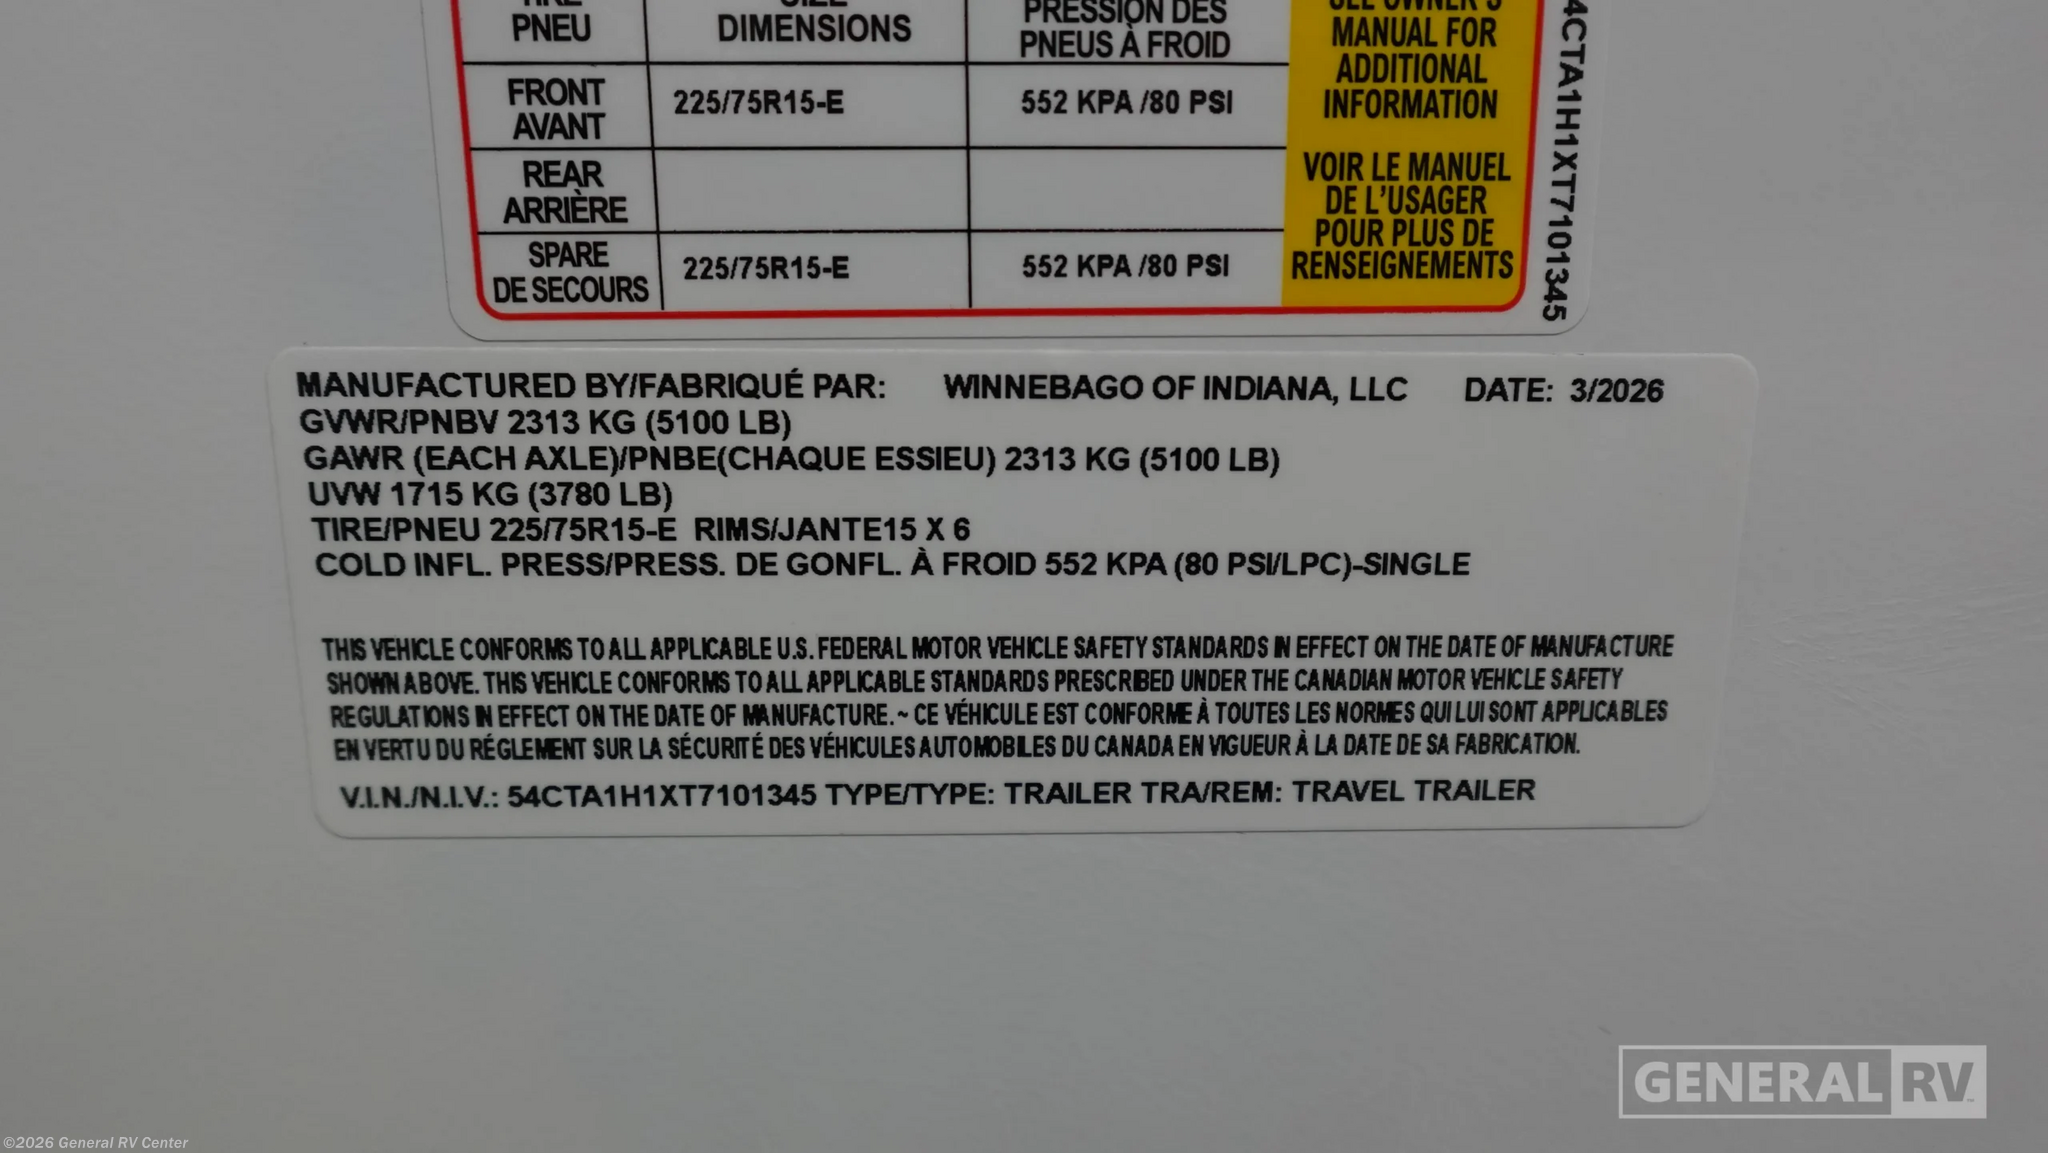 TIRE SIZE PRESSION DES
PNEU DIMENSIONS PNEUS À FROID
FRONT
AVANT 225/75R15-E 552 KPA /80 PSI
REAR
ARRIÈRE
SPARE
DE SECOURS 225/75R15-E 552 KPA /80 PSI
SEE OWNER'S
MANUAL FOR
ADDITIONAL
INFORMATION
VOIR LE MANUEL
DE L'USAGER
POUR PLUS DE
RENSEIGNEMENTS
4CTA1H1XT7101345
MANUFACTURED BY/FABRIQUÉ PAR: WINNEBAGO OF INDIANA, LLC DATE: 3/2026
GVWR/PNBV 2313 KG (5100 LB)
GAWR (EACH AXLE)/PNBE(CHAQUE ESSIEU) 2313 KG (5100 LB)
UVW 1715 KG (3780 LB)
TIRE/PNEU 225/75R15-E RIMS/JANTE15 X 6
COLD INFL. PRESS/PRESS. DE GONFL. À FROID 552 KPA (80 PSI/LPC)-SINGLE
THIS VEHICLE CONFORMS TO ALL APPLICABLE U.S. FEDERAL MOTOR VEHICLE SAFETY STANDARDS IN EFFECT ON THE DATE OF MANUFACTURE
SHOWN ABOVE. THIS VEHICLE CONFORMS TO ALL APPLICABLE STANDARDS PRESCRIBED UNDER THE CANADIAN MOTOR VEHICLE SAFETY
REGULATIONS IN EFFECT ON THE DATE OF MANUFACTURE. ~ CE VÉHICULE EST CONFORME À TOUTES LES NORMES QUI LUI SONT APPLICABLES
EN VERTU DU RÉGLEMENT SUR LA SÉCURITÉ DES VÉHICULES AUTOMOBILES DU CANADA EN VIGUEUR À LA DATE DE SA FABRICATION.
V.I.N./N.I.V.: 54CTA1H1XT7101345 TYPE/TYPE: TRAILER TRA/REM: TRAVEL TRAILER
GENERAL RV
©2026 General RV Center